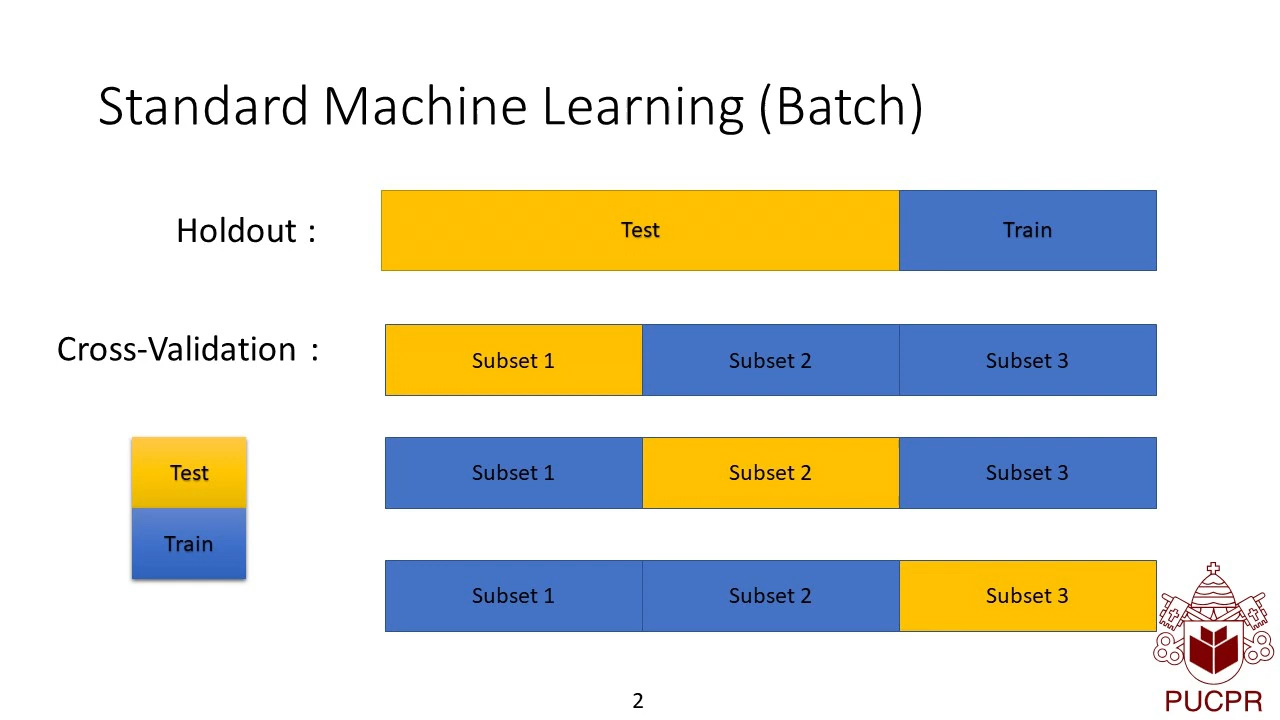 Standard Machine Learning (Batch)
Holdout :
Test
Train
Cross-Validation :
Subset 1
Subset 2
Subset 3
Test
Train
Subset 1
Subset 2
Subset 3
Subset 1
Subset 2
Subset 3
2
PUCPR